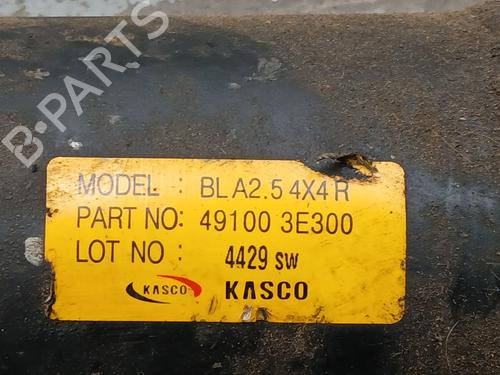 B-PARTS
MODEL : BL A2.5 4X4 R
PART NO: 49100 3E300
LOT NO : 4429 SW
KASCO KASCO